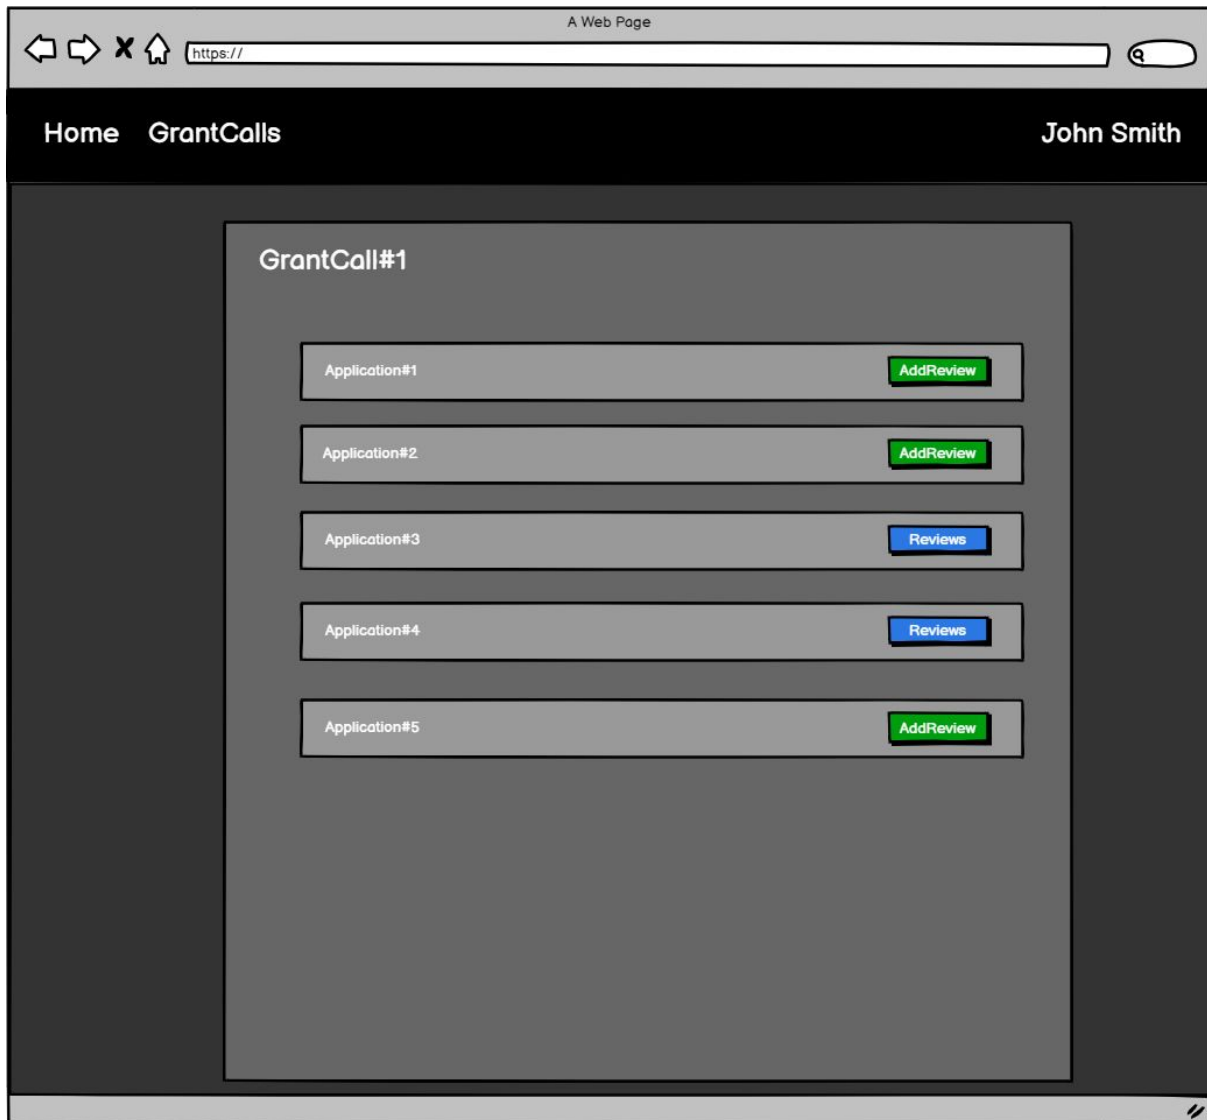 A Web Page
https://
Home GrantCalls John Smith
GrantCall#1
Application#1 AddReview
Application#2 AddReview
Application#3 Reviews
Application#4 Reviews
Application#5 AddReview